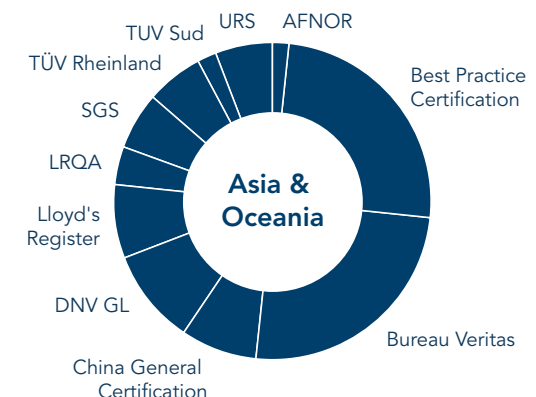 URS
AFNOR
TUV Sud
TÜV Rheinland
Best Practice
Certification
SGS
LRQA
Asia &
Oceania
Lloyd's
Register
DNV GL
Bureau Veritas
China General
Certification